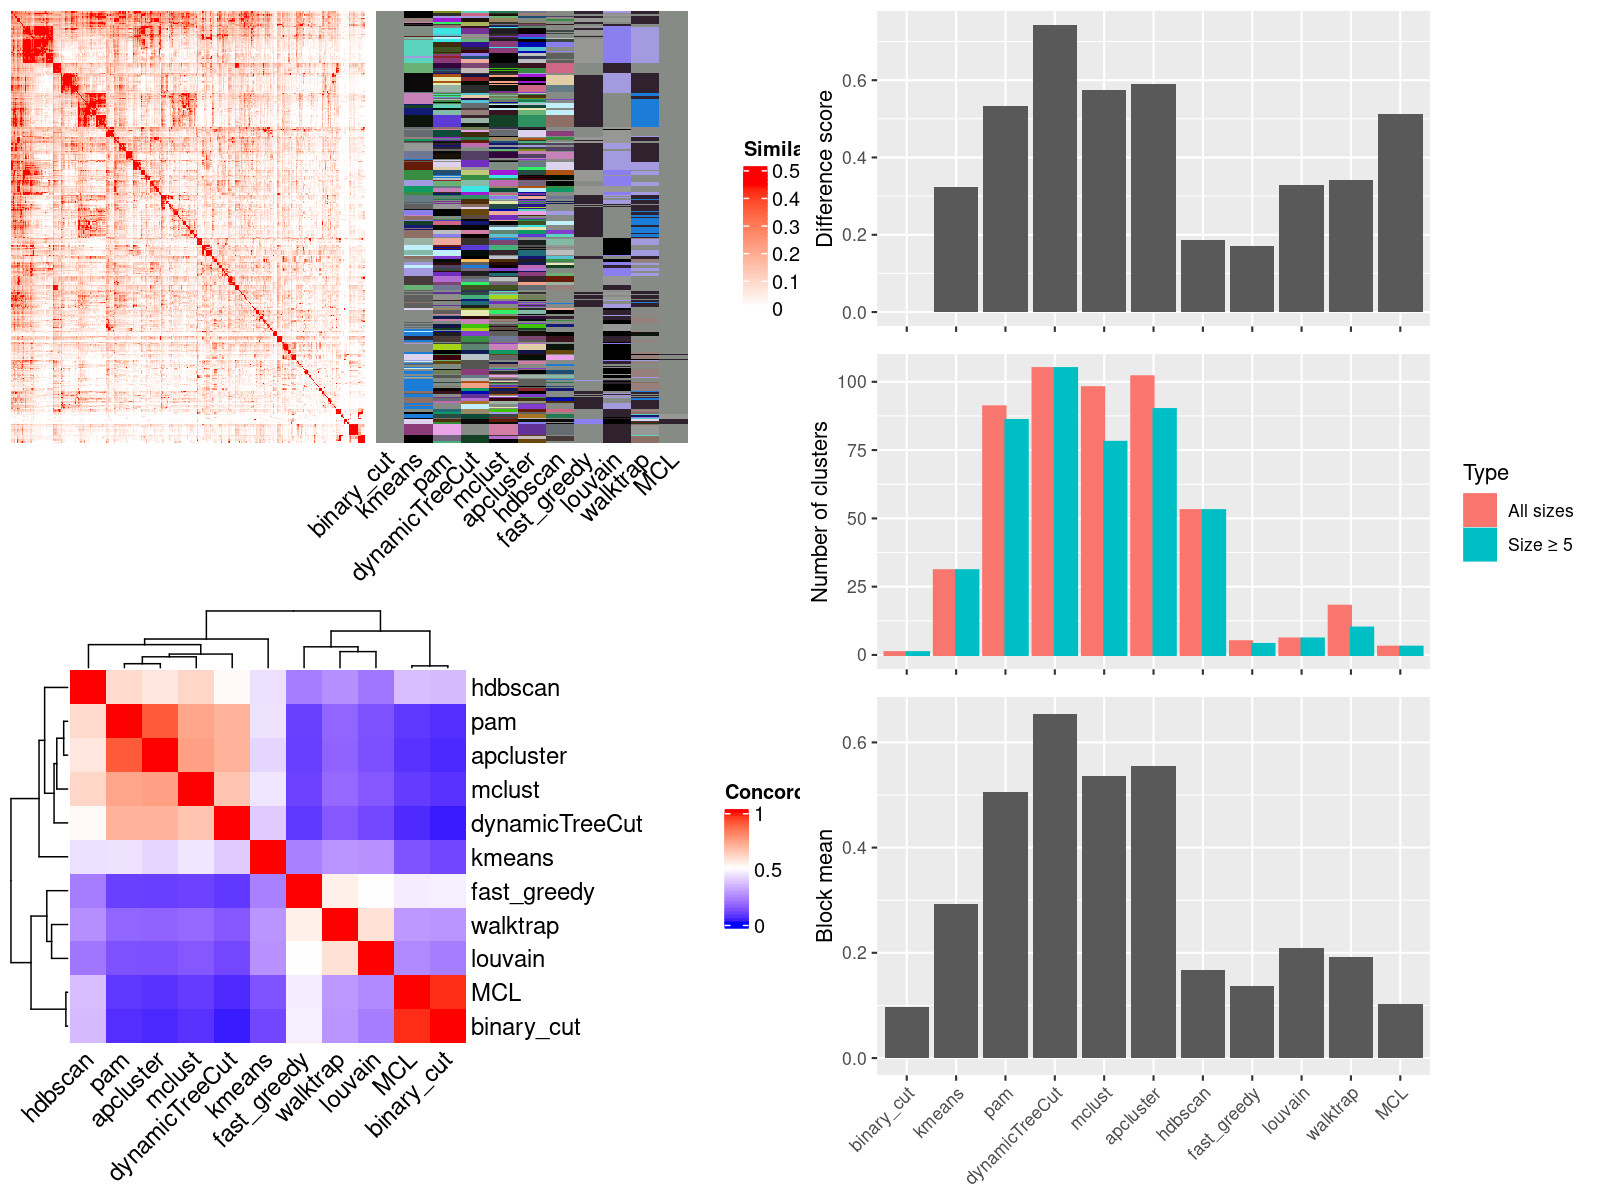 Simila
0.5
0.4
0.3
0.2
0.1
0
binary_cut
kmeans
pam
dynamicTreeCut
mclust
apcluster
hdbscan
fast_greedy
louvain
walktrap
MCL
hdbscan
pam
apcluster
mclust
dynamicTreeCut
kmeans
fast_greedy
walktrap
louvain
MCL
binary_cut
hdbscan
pam
apcluster
mclust
dynamicTreeCut
kmeans
fast_greedy
walktrap
louvain
MCL
binary_cut
Concord
1
0.5
0
Difference score
0.6
0.4
0.2
0.0
Number of clusters
100
75
50
25
0
Type
All sizes
Size ≥ 5
Block mean
0.6
0.4
0.2
0.0
binary_cut
kmeans
pam
dynamicTreeCut
mclust
apcluster
hdbscan
fast_greedy
louvain
walktrap
MCL